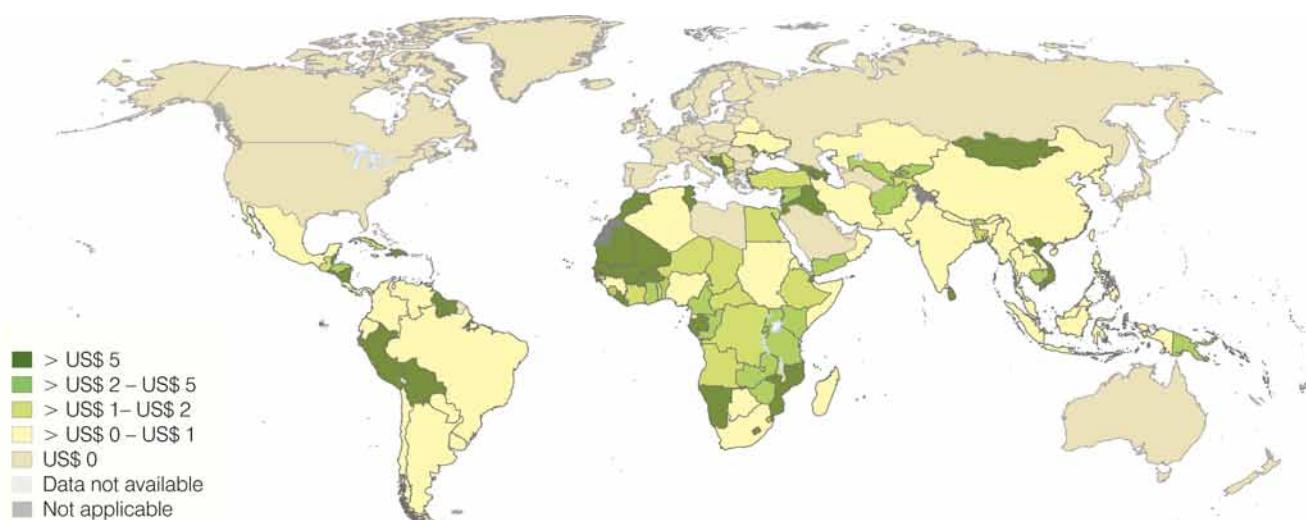 > US$ 5
> US$ 2 – US$ 5
> US$ 1– US$ 2
> US$ 0 – US$ 1
US$ 0
Data not available
Not applicable